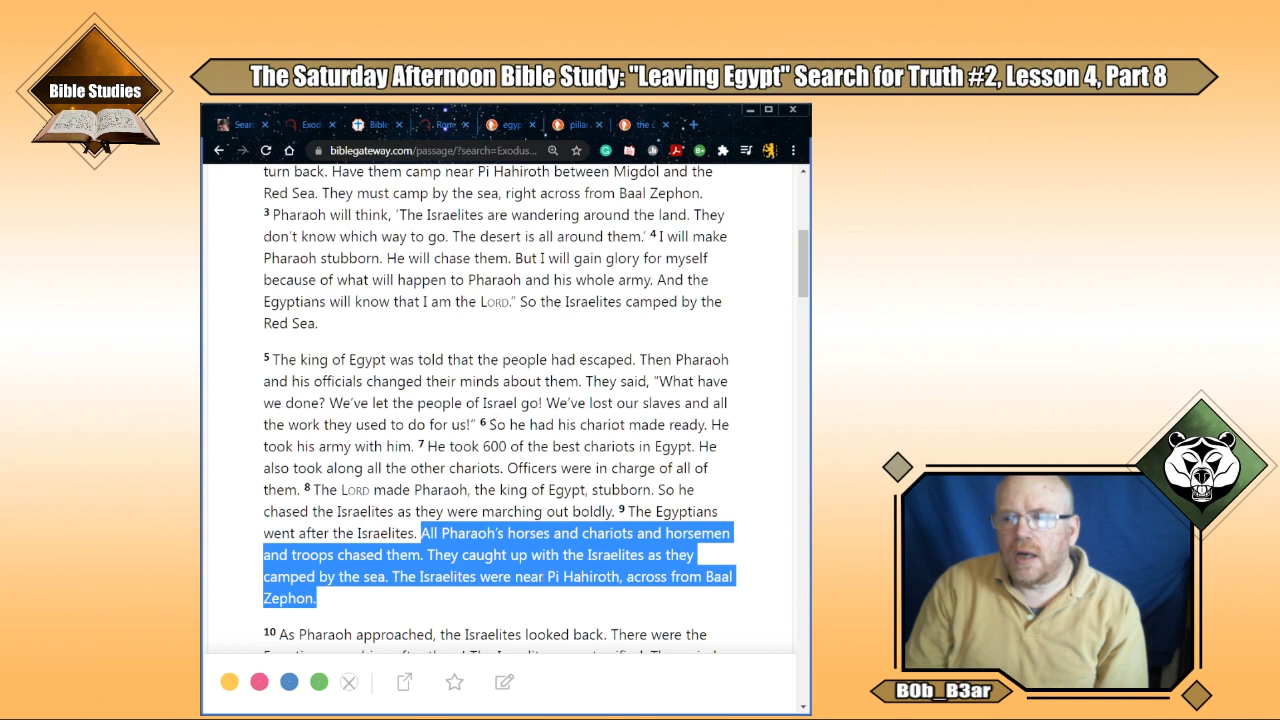 Bible Studies
The Saturday Afternoon Bible Study: "Leaving Egypt" Search for Truth #2, Lesson 4, Part 8
Sear
Exod
Bible
Rom
egyp
pillar
the c
biblegateway.com/passage/?search=Exodus...
turn back. Have them camp near Pi Hahiroth between Migdol and the
Red Sea. They must camp by the sea, right across from Baal Zephon.
3 Pharaoh will think, ‘The Israelites are wandering around the land. They
don’t know which way to go. The desert is all around them.’ 4 I will make
Pharaoh stubborn. He will chase them. But I will gain glory for myself
because of what will happen to Pharaoh and his whole army. And the
Egyptians will know that I am the LORD.” So the Israelites camped by the
Red Sea.
5 The king of Egypt was told that the people had escaped. Then Pharaoh
and his officials changed their minds about them. They said, “What have
we done? We’ve let the people of Israel go! We’ve lost our slaves and all
the work they used to do for us!” 6 So he had his chariot made ready. He
took his army with him. 7 He took 600 of the best chariots in Egypt. He
also took along all the other chariots. Officers were in charge of all of
them. 8 The LORD made Pharaoh, the king of Egypt, stubborn. So he
chased the Israelites as they were marching out boldly. 9 The Egyptians
went after the Israelites. All Pharaoh’s horses and chariots and horsemen
and troops chased them. They caught up with the Israelites as they
camped by the sea. The Israelites were near Pi Hahiroth, across from Baal
Zephon.
10 As Pharaoh approached, the Israelites looked back. There were the
B0b_B3ar